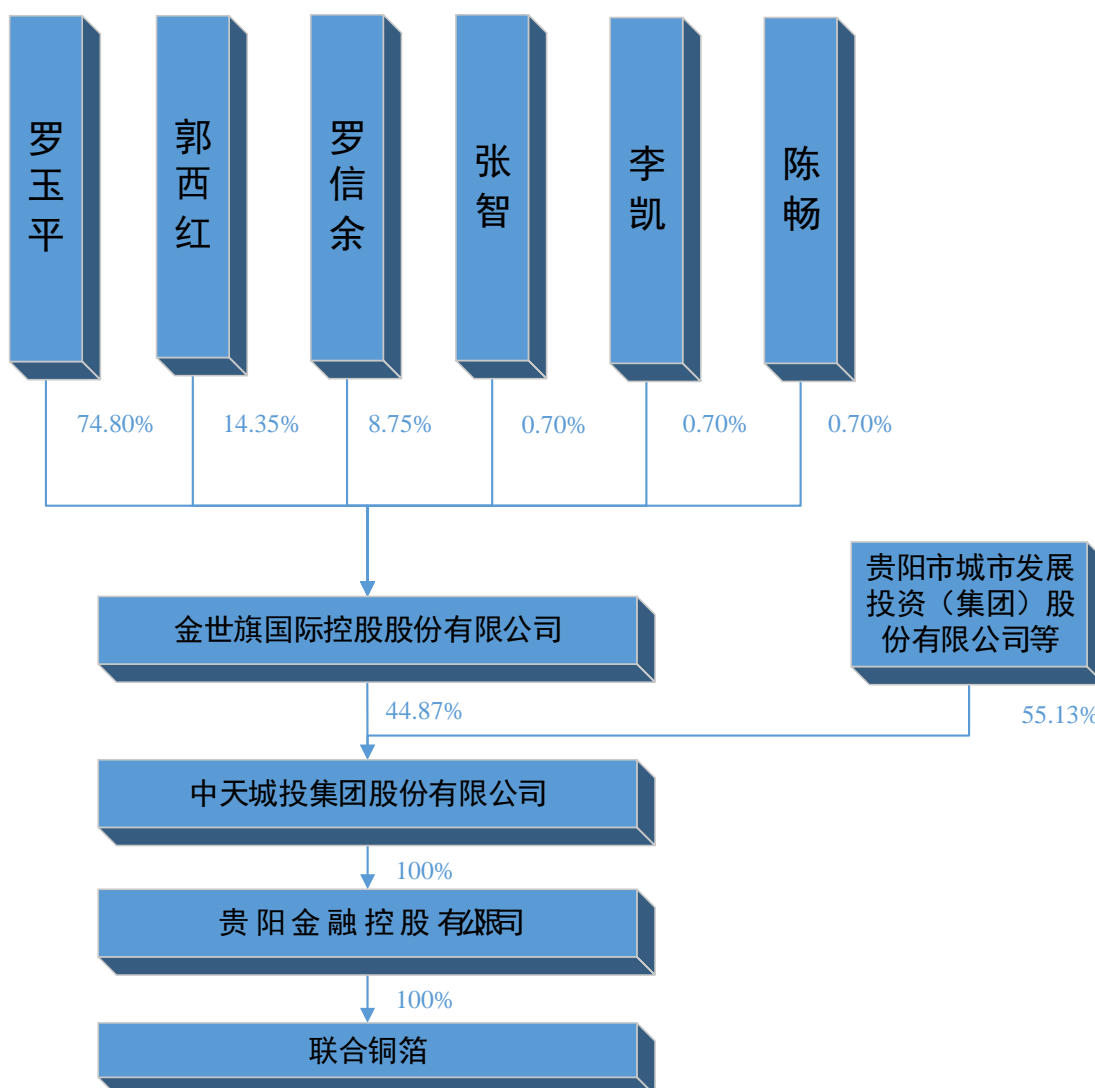 罗玉平
郭西红
罗信余
张智
李凯
陈畅
74.80%
14.35%
8.75%
0.70%
0.70%
0.70%
贵阳市城市发展
投资（集团）股
份有限公司等
金世旗国际控股股份有限公司
44.87%
55.13%
中天城投集团股份有限公司
100%
贵阳金融控股有限公司
100%
联合铜箔